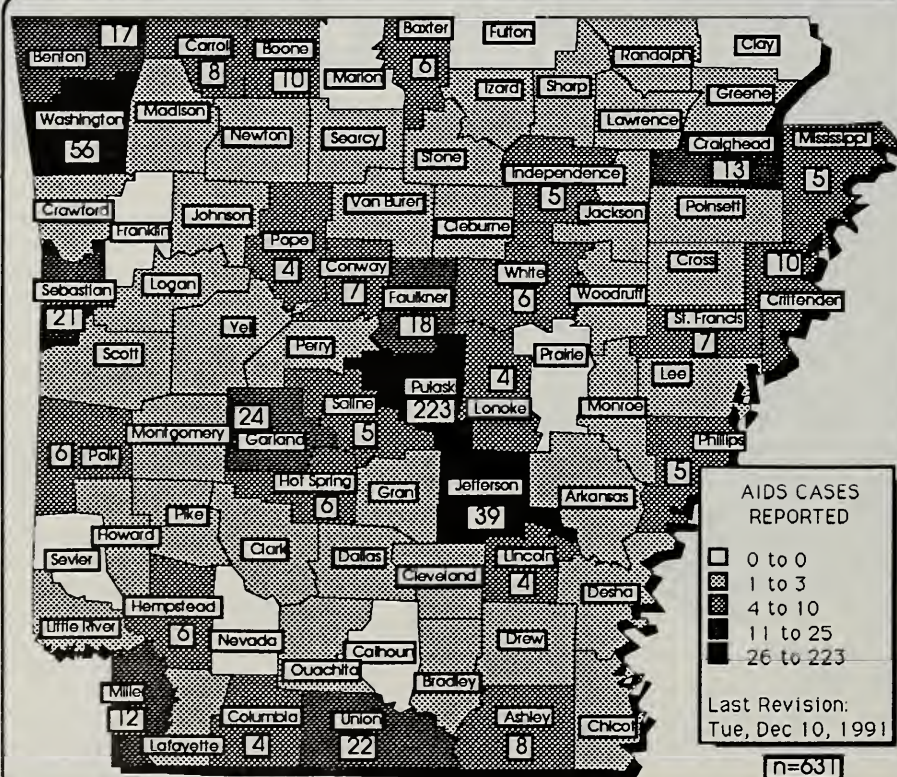 Benton 17
Carrol 8
Boone 10
Marion
Baxter 6
Fulton
Randolph
Clay
Izard
Sharp
Greene
Lawrence
Washington 56
Madison
Newton
Searcy
Stone
Independence 5
Craighead 13
Mississippi 5
Crawford
Franklin
Johnson
Van Buren
Cleburne
Jackson
Poinsett
Pope 4
Conway 7
White 6
Cross
Crittender 10
Sebastian 21
Logan
Faulkner 18
Woodruff
St. Francis 7
Yell
Scott
Perry
Prairie
Lee
Pulask 223
4 Lonoke
Monroe
24 Garland
Saline 5
Montgomery
6 Polk
Phillips 5
Hot Spring 6
Gran
Jefferson 39
Arkansas
Pike
Howard
Sevier
Clark
Dallas
Cleveland
Lincoln 4
Desha
Hempstead 6
Little River
Nevada
Ouachita
Calhoun
Bradley
Drew
Mille 12
Lafayette
Columbia 4
Union 22
Ashley 8
Chicot
AIDS CASES
REPORTED
0 to 0
1 to 3
4 to 10
11 to 25
26 to 223
Last Revision:
Tue, Dec 10, 1991
n=631